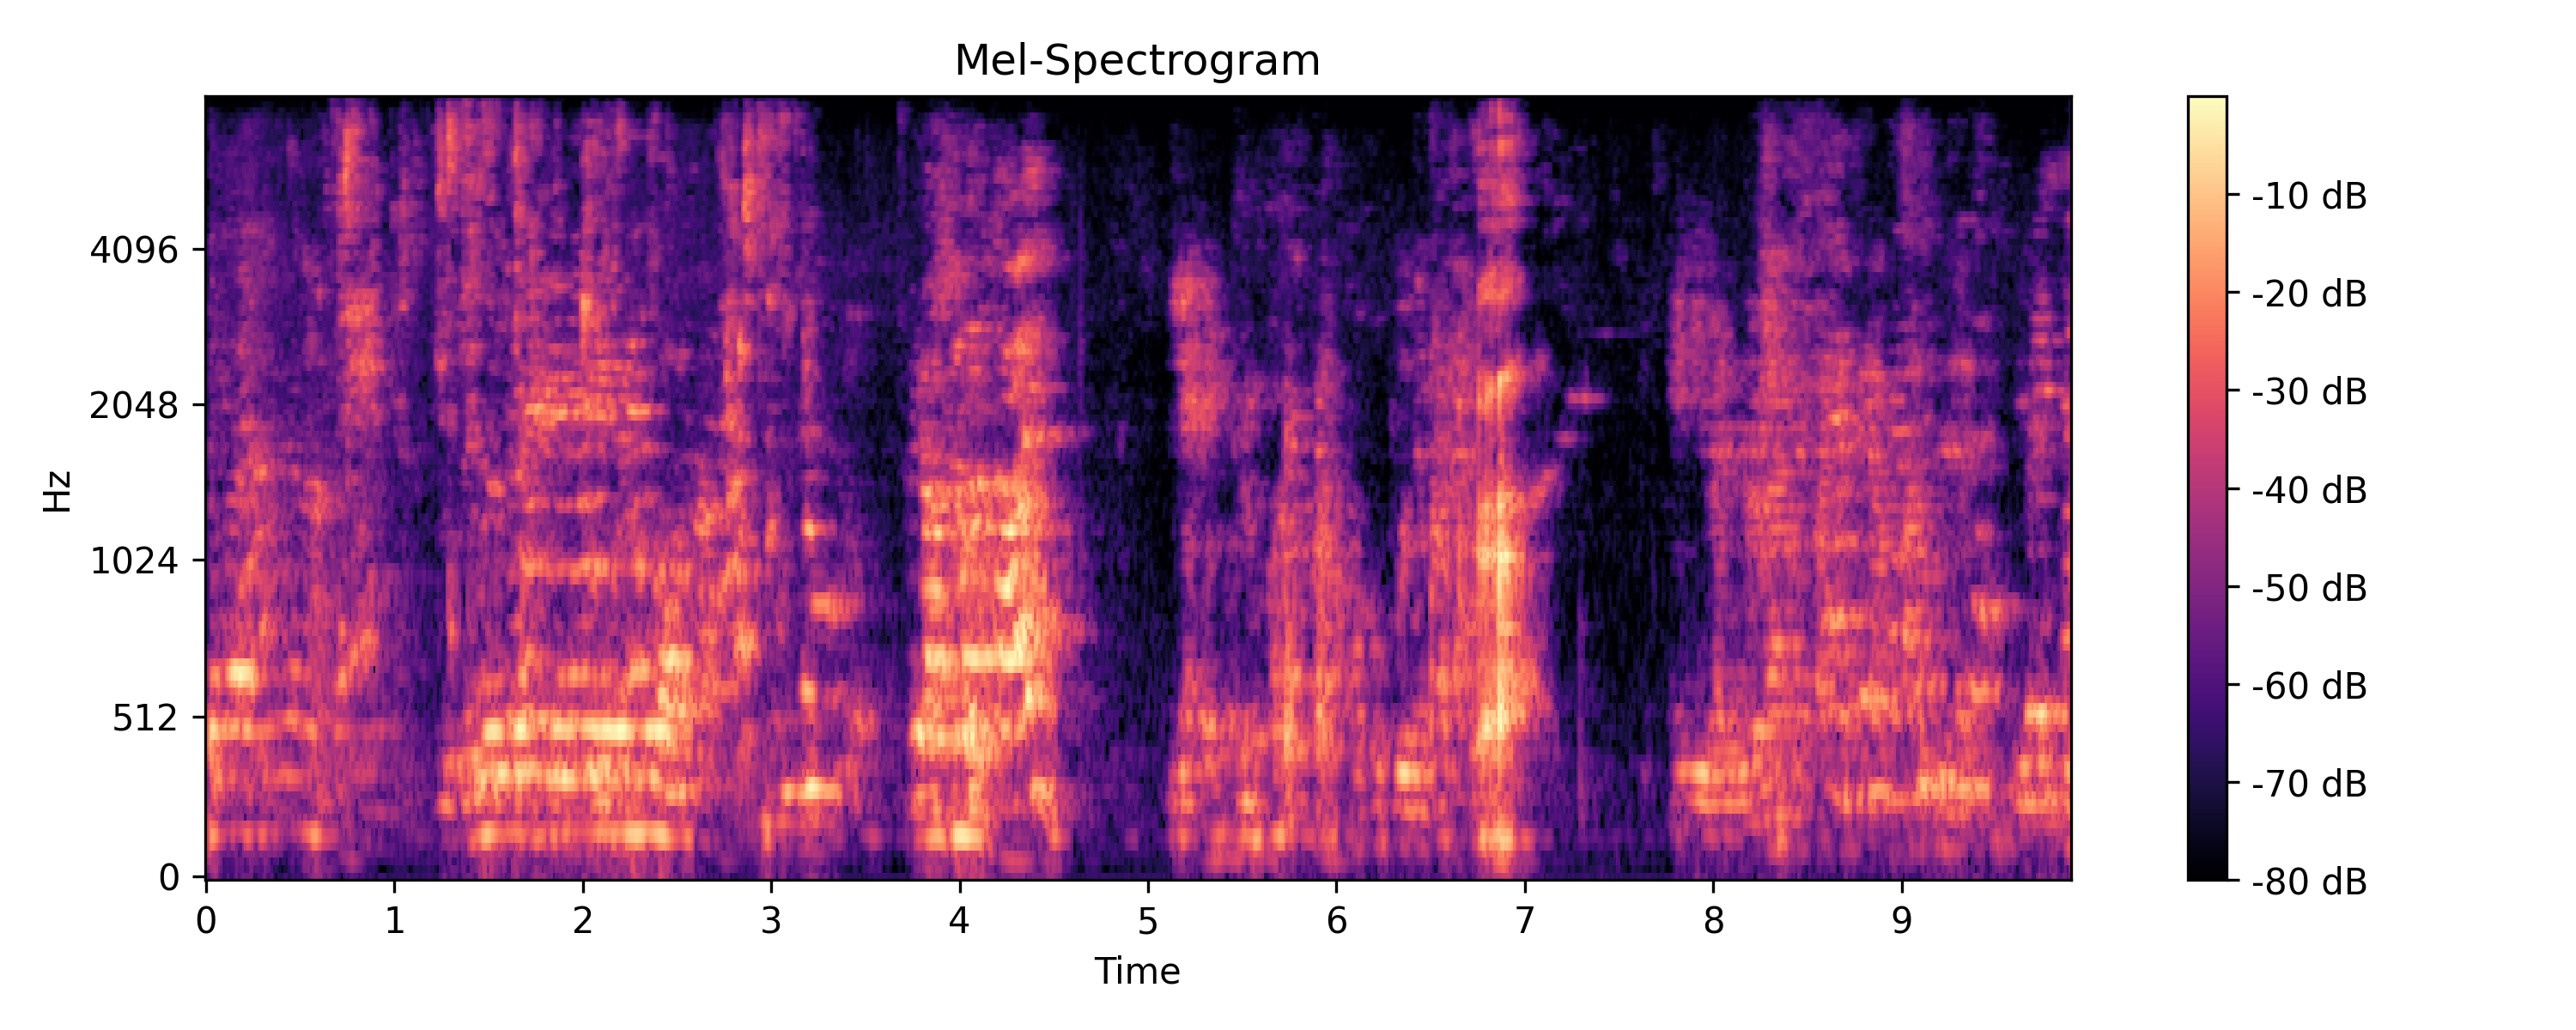 Mel-Spectrogram
Hz
4096
2048
1024
512
0
0 1 2 3 4 5 6 7 8 9
Time
-10 dB
-20 dB
-30 dB
-40 dB
-50 dB
-60 dB
-70 dB
-80 dB